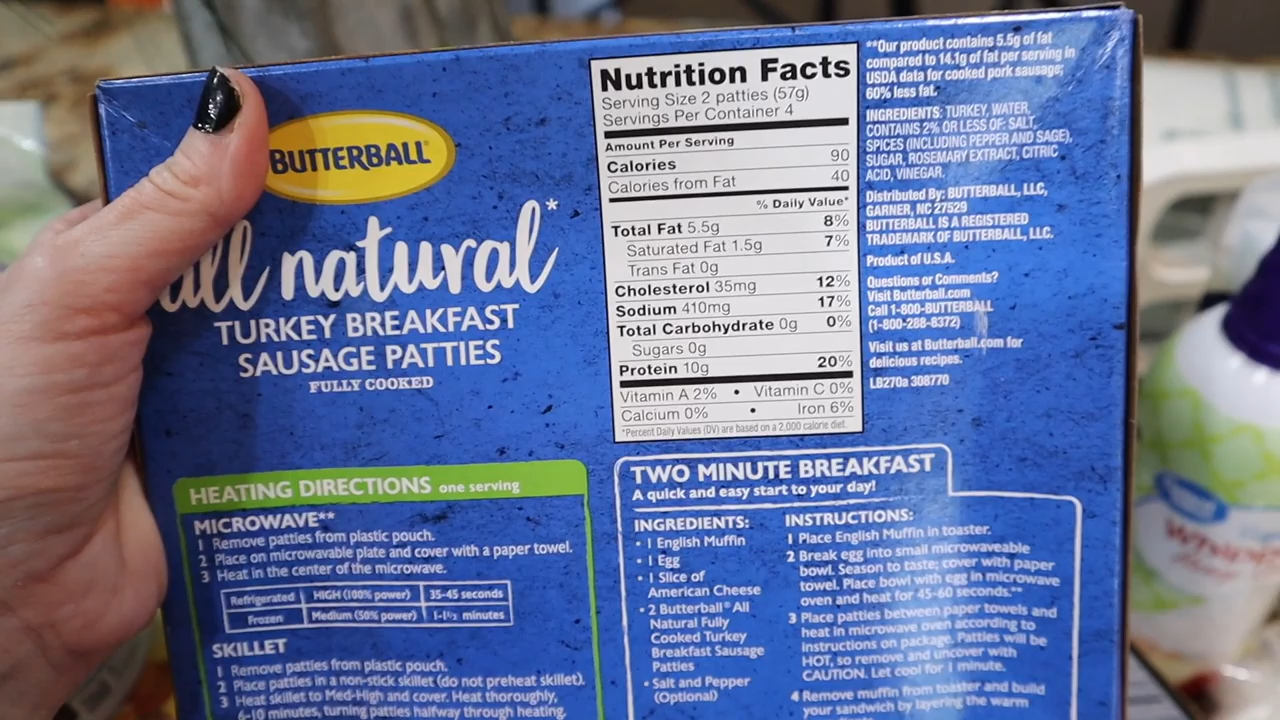 BUTTERBALL
all natural*
TURKEY BREAKFAST
SAUSAGE PATTIES
FULLY COOKED
Nutrition Facts
Serving Size 2 patties (57g)
Servings Per Container 4
Amount Per Serving
Calories 90
Calories from Fat 40
% Daily Value*
Total Fat 5.5g 8%
Saturated Fat 1.5g 7%
Trans Fat 0g
Cholesterol 35mg 12%
Sodium 410mg 17%
Total Carbohydrate 0g 0%
Sugars 0g
Protein 10g 20%
Vitamin A 2% • Vitamin C 0%
Calcium 0% • Iron 6%
*Percent Daily Values (DV) are based on a 2,000 calorie diet.
**Our product contains 5.5g of fat
compared to 14.1g of fat per serving in
USDA data for cooked pork sausage;
60% less fat.
INGREDIENTS: TURKEY, WATER,
CONTAINS 2% OR LESS OF: SALT,
SPICES (INCLUDING PEPPER AND SAGE),
SUGAR, ROSEMARY EXTRACT, CITRIC
ACID, VINEGAR.
Distributed By: BUTTERBALL, LLC,
GARNER, NC 27529
BUTTERBALL IS A REGISTERED
TRADEMARK OF BUTTERBALL, LLC.
Product of U.S.A.
Questions or Comments?
Visit Butterball.com
Call 1-800-BUTTERBALL
(1-800-288-8372)
Visit us at Butterball.com for
delicious recipes.
LB270a 308770
HEATING DIRECTIONS one serving
MICROWAVE**
1 Remove patties from plastic pouch.
2 Place on microwavable plate and cover with a paper towel.
3 Heat in the center of the microwave.
Refrigerated HIGH (100% power) 35-45 seconds
Frozen Medium (50% power) 1-1½ minutes
SKILLET
1 Remove patties from plastic pouch.
2 Place patties in a non-stick skillet (do not preheat skillet).
3 Heat skillet to Med-High and cover. Heat thoroughly,
6-10 minutes, turning patties halfway through heating.
TWO MINUTE BREAKFAST
A quick and easy start to your day!
INGREDIENTS:
• 1 English Muffin
• 1 Egg
• 1 Slice of
American Cheese
• 2 Butterball® All
Natural Fully
Cooked Turkey
Breakfast Sausage
Patties
• Salt and Pepper
(Optional)
INSTRUCTIONS:
1 Place English Muffin in toaster.
2 Break egg into small microwaveable
bowl. Season to taste; cover with paper
towel. Place bowl with egg in microwave
oven and heat for 45-60 seconds.**
3 Place patties between paper towels and
heat in microwave oven according to
instructions on package. Patties will be
HOT, so remove and uncover with
CAUTION. Let cool for 1 minute.
4 Remove muffin from toaster and build
your sandwich by layering the warm